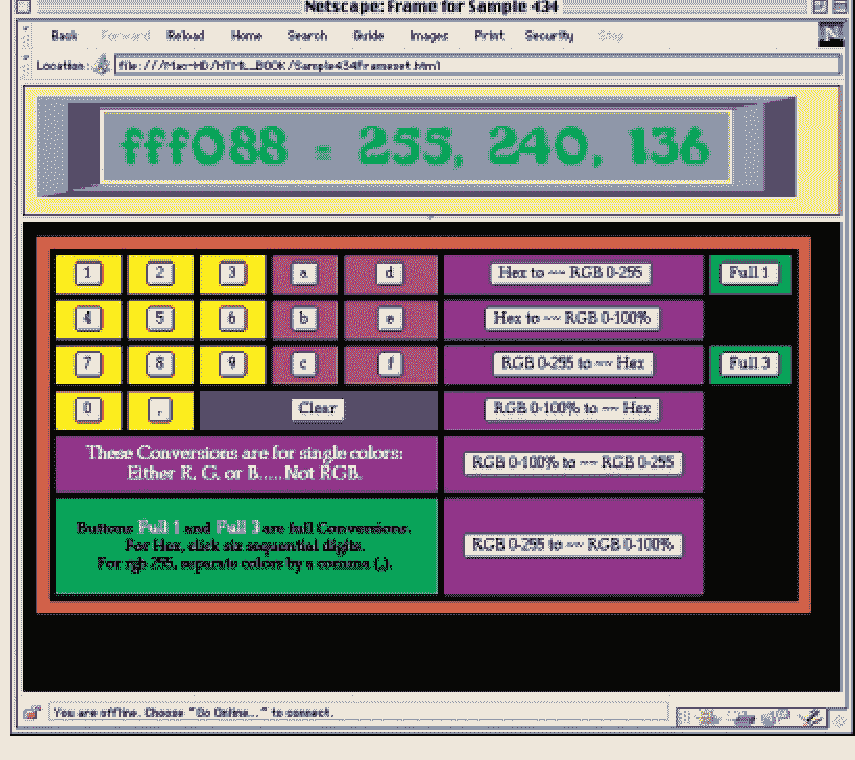 Netscape: Frame for Sample 434
Back Forward Reload Home Search Guide Images Print Security Stop
Location: file:///Mac-HD/HTML_BOOK/Sample434frameset.html
N
fff088 - 255, 240, 136
1 2 3 a d Hex to ~~ RGB 0-255 Full 1
4 5 6 b e Hex to ~~ RGB 0-100%
7 8 9 c f RGB 0-255 to ~~ Hex Full 3
0 , Clear RGB 0-100% to ~~ Hex
These Conversions are for single colors:
Either R, G, or B.....Not RGB.
RGB 0-100% to ~~ RGB 0-255
Buttons Full 1 and Full 3 are full Conversions.
For Hex, click six sequential digits.
For rgb 255, separate colors by a comma (,).
RGB 0-255 to ~~ RGB 0-100%
You are offline. Choose "Go Online..." to connect.